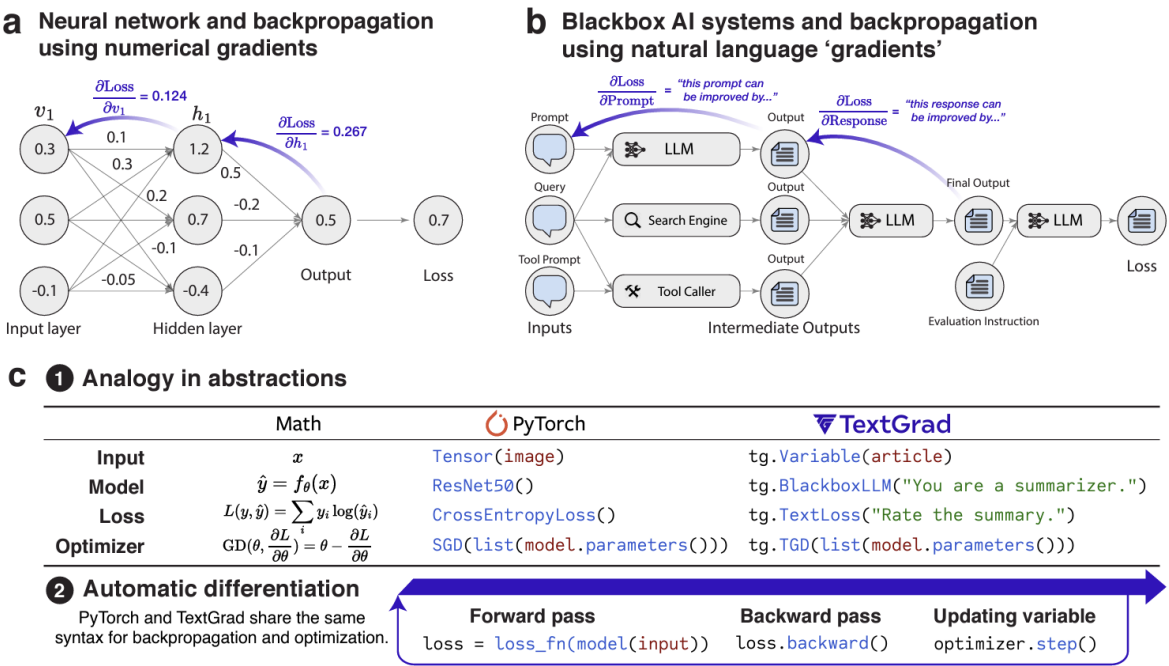 a Neural network and backpropagation
using numerical gradients
∂Loss/∂v₁ = 0.124
∂Loss/∂h₁ = 0.267
v₁
h₁
0.3
0.1
1.2
0.3
0.5
0.2
0.5
0.7
-0.2
0.5
0.7
-0.1
-0.1
-0.05
-0.1
-0.4
Output
Loss
Input layer
Hidden layer
b Blackbox AI systems and backpropagation
using natural language ‘gradients’
∂Loss/∂Prompt = “this prompt can
be improved by...”
∂Loss/∂Response = “this response can
be improved by...”
Prompt
Output
LLM
Query
Output
Final Output
Search Engine
LLM
LLM
Tool Prompt
Output
Loss
Tool Caller
Inputs
Intermediate Outputs
Evaluation Instruction
c 1 Analogy in abstractions
Math PyTorch TextGrad
Input x Tensor(image) tg.Variable(article)
Model ŷ = f_θ(x) ResNet50() tg.BlackboxLLM("You are a summarizer.")
Loss L(y, ŷ) = ∑_i y_i log(ŷ_i) CrossEntropyLoss() tg.TextLoss("Rate the summary.")
Optimizer GD(θ, ∂L/∂θ) = θ − ∂L/∂θ SGD(list(model.parameters())) tg.TGD(list(model.parameters()))
2 Automatic differentiation
PyTorch and TextGrad share the same
syntax for backpropagation and optimization.
Forward pass
loss = loss_fn(model(input))
Backward pass
loss.backward()
Updating variable
optimizer.step()